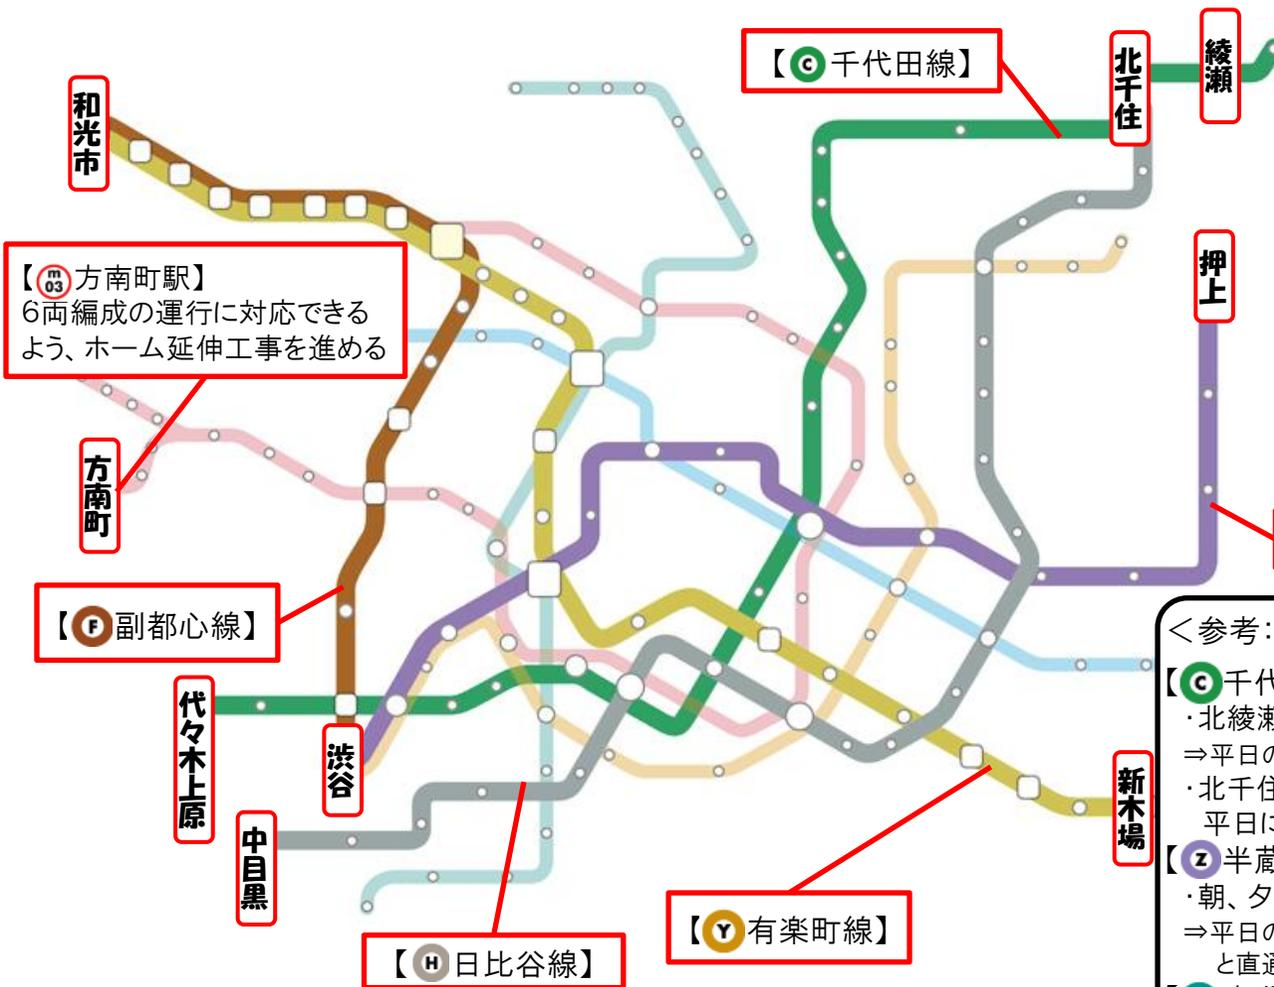 【C千代田線】
北千住
綾瀬
和光市
押上
【m03方南町駅】
6両編成の運行に対応できる
よう、ホーム延伸工事を進める
方南町
【F副都心線】
代々木上原
渋谷
中目黒
新木場
【H日比谷線】
【Y有楽町線】
＜参考：
【C千代
・北綾瀬
⇒平日の
・北千住
平日に
【Z半蔵
・朝、夕
⇒平日の
と直通